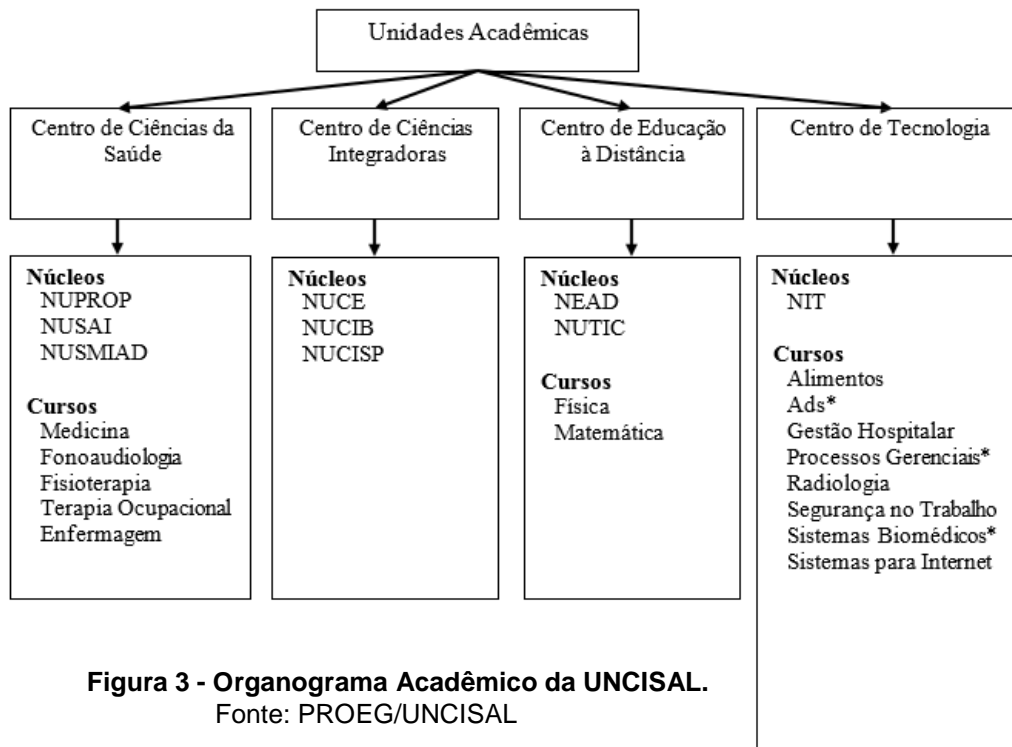 Unidades Acadêmicas
Centro de Ciências da
Saúde
Centro de Ciências
Integradoras
Centro de Educação
à Distância
Centro de Tecnologia
Núcleos
NUPROP
NUSAI
NUSMIAD
Cursos
Medicina
Fonoaudiologia
Fisioterapia
Terapia Ocupacional
Enfermagem
Núcleos
NUCE
NUCIB
NUCISP
Núcleos
NEAD
NUTIC
Cursos
Física
Matemática
Núcleos
NIT
Cursos
Alimentos
Ads*
Gestão Hospitalar
Processos Gerenciais*
Radiologia
Segurança no Trabalho
Sistemas Biomédicos*
Sistemas para Internet
Figura 3 - Organograma Acadêmico da UNCISAL.
Fonte: PROEG/UNCISAL